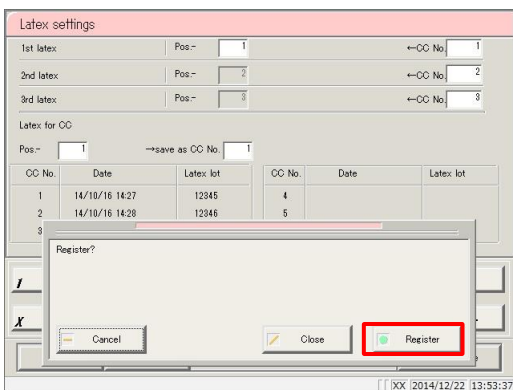 Latex settings
1st latex Pos.- 1 ←CC No. 1
2nd latex Pos.- 2 ←CC No. 2
3rd latex Pos.- 3 ←CC No. 3
Latex for CC
Pos.- 1 →save as CC No. 1
CC No. Date Latex lot CC No. Date Latex lot
1 14/10/16 14:27 12345 4
2 14/10/16 14:28 12346 5
3
Register?
1
X
Cancel Close Register
XX 2014/12/22 13:53:37